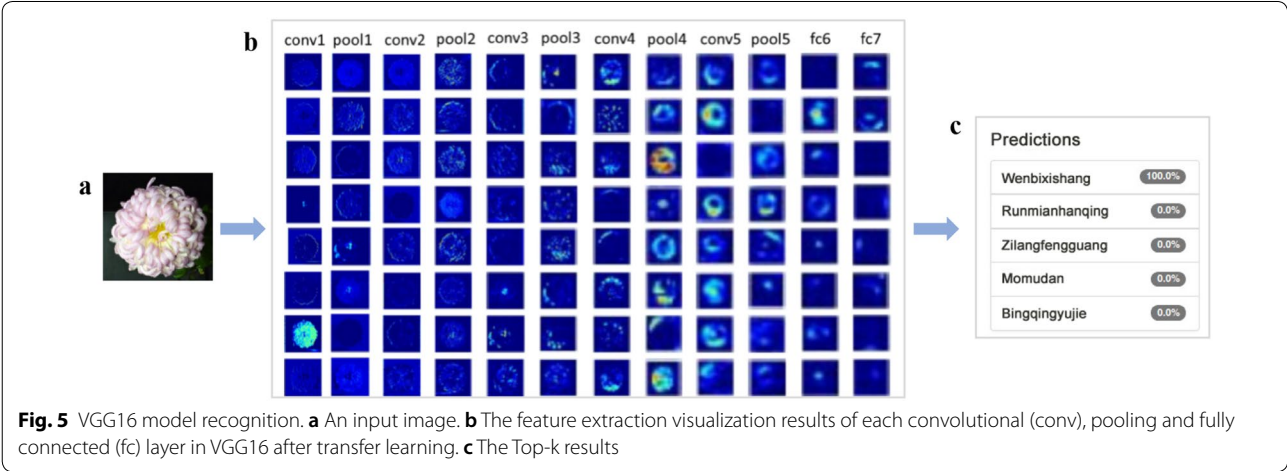 b
conv1 pool1 conv2 pool2 conv3 pool3 conv4 pool4 conv5 pool5 fc6 fc7
a
c
Predictions
Wenbixishang 100.0%
Runmianhanqing 0.0%
Zilangfengguang 0.0%
Momudan 0.0%
Bingqingyujie 0.0%
Fig. 5 VGG16 model recognition. a An input image. b The feature extraction visualization results of each convolutional (conv), pooling and fully
connected (fc) layer in VGG16 after transfer learning. c The Top-k results